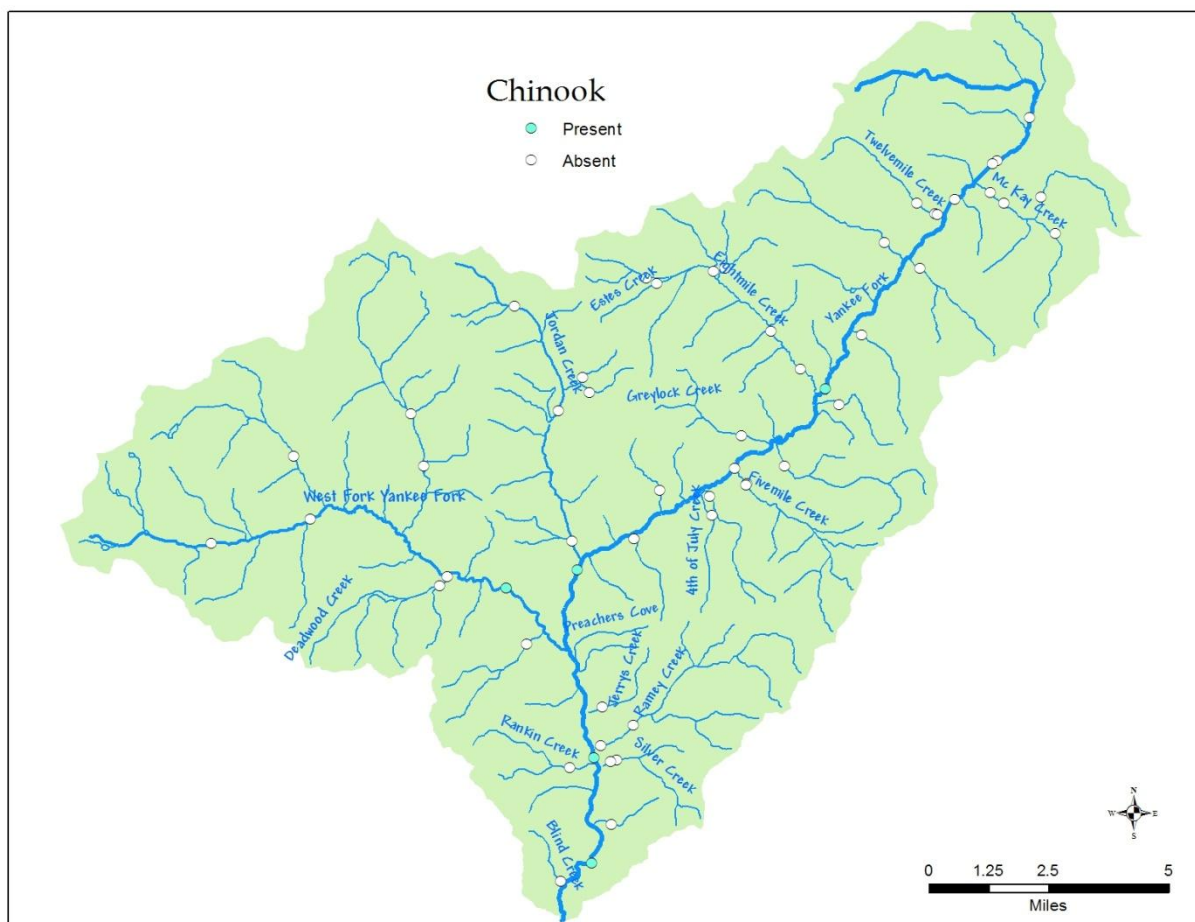 Chinook
Present
Absent
Twelvemile Creek
Mc Kay Creek
Estes Creek
Eightmile Creek
Yankee Fork
Jordan Creek
Greylock Creek
West Fork Yankee Fork
Fivemile Creek
4th of July Creek
Deadwood Creek
Preachers Cove
Jerrys Creek
Ramey Creek
Rankin Creek
Silver Creek
Blind Creek
N
W E
S
0 1.25 2.5 5
Miles